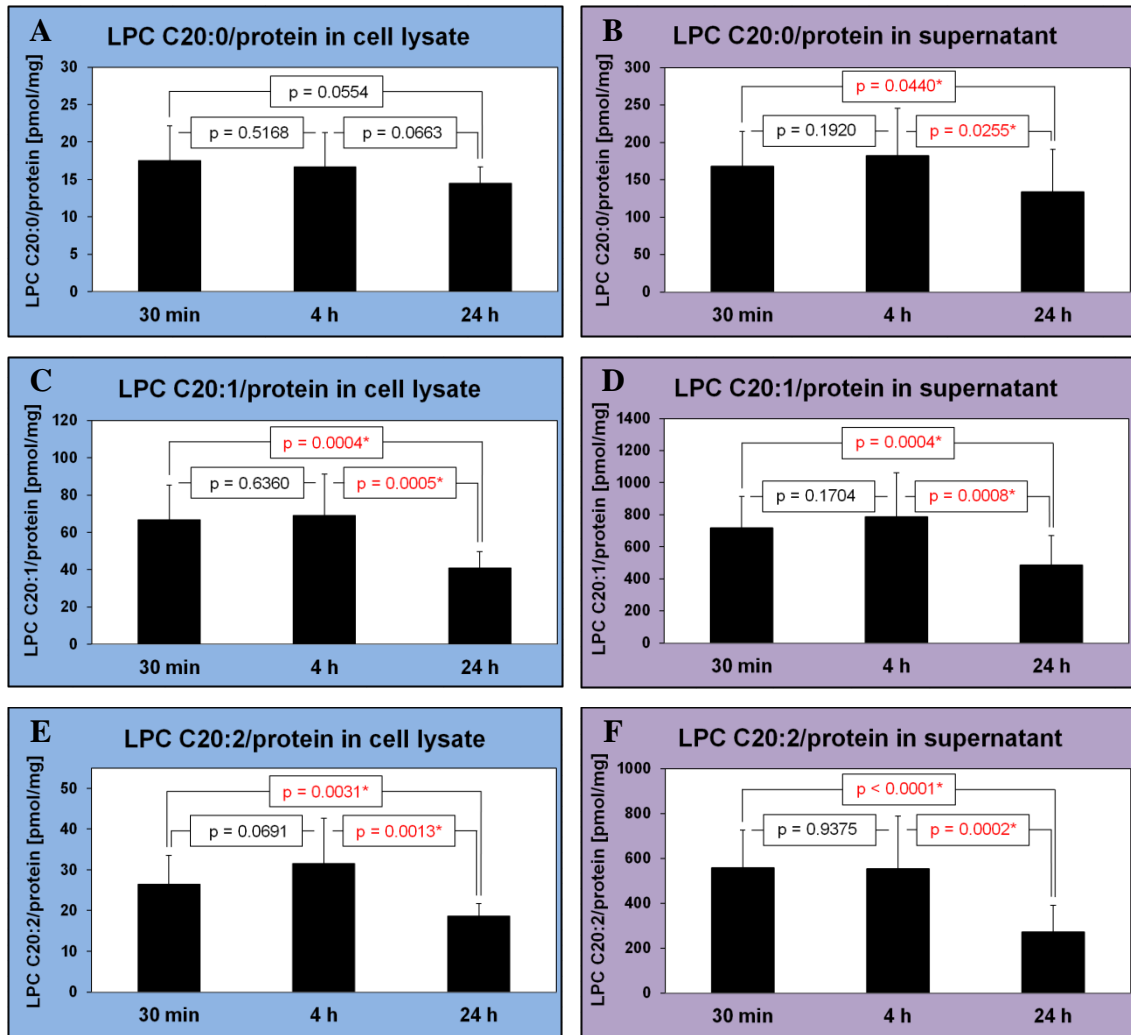 A
LPC C20:0/protein in cell lysate
LPC C20:0/protein [pmol/mg]
30
25
20
15
10
5
0
p = 0.0554
p = 0.5168
p = 0.0663
30 min
4 h
24 h
B
LPC C20:0/protein in supernatant
LPC C20:0/protein [pmol/mg]
300
250
200
150
100
50
0
p = 0.0440*
p = 0.1920
p = 0.0255*
30 min
4 h
24 h
C
LPC C20:1/protein in cell lysate
LPC C20:1/protein [pmol/mg]
120
100
80
60
40
20
0
p = 0.0004*
p = 0.6360
p = 0.0005*
30 min
4 h
24 h
D
LPC C20:1/protein in supernatant
LPC C20:1/protein [pmol/mg]
1400
1200
1000
800
600
400
200
0
p = 0.0004*
p = 0.1704
p = 0.0008*
30 min
4 h
24 h
E
LPC C20:2/protein in cell lysate
LPC C20:2/protein [pmol/mg]
50
40
30
20
10
0
p = 0.0031*
p = 0.0691
p = 0.0013*
30 min
4 h
24 h
F
LPC C20:2/protein in supernatant
LPC C20:2/protein [pmol/mg]
1000
800
600
400
200
0
p < 0.0001*
p = 0.9375
p = 0.0002*
30 min
4 h
24 h